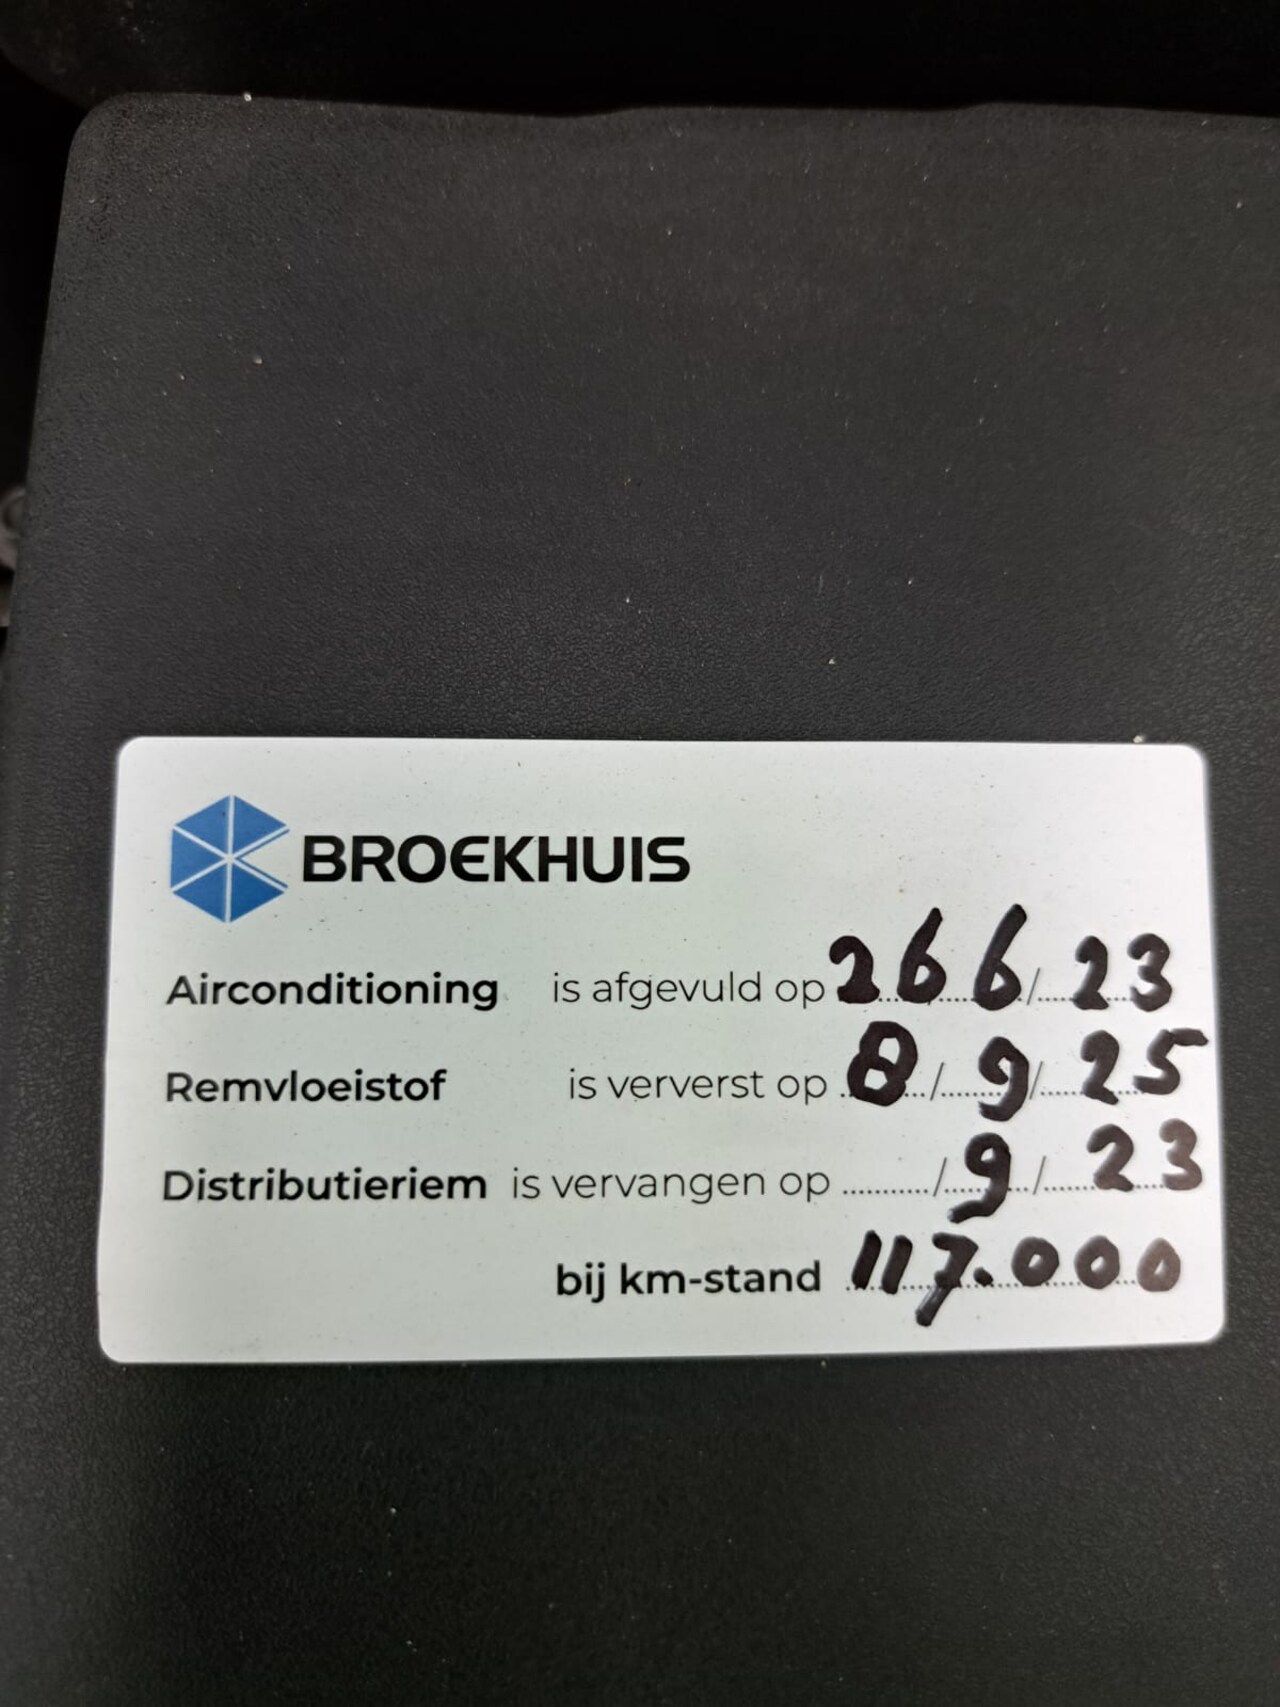 BROEKHUIS
Airconditioning is afgevuld op 26 6 / 23
Remvloeistof is ververst op 8 / 9 / 25
Distributieriem is vervangen op ........../ 9 / 23
bij km-stand 117.000